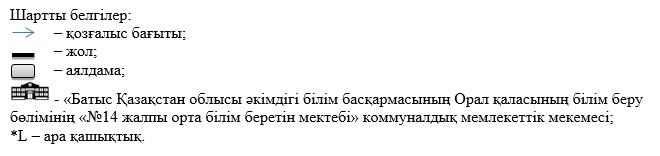 Шартты белгілер:
– қозғалыс бағыты;
– жол;
– аялдама;
- «Батыс Қазақстан облысы әкімдігі білім басқармасының Орал қаласының білім беру
бөлімінің «№14 жалпы орта білім беретін мектебі» коммуналдық мемлекеттік мекемесі;
*L – ара қашықтық.